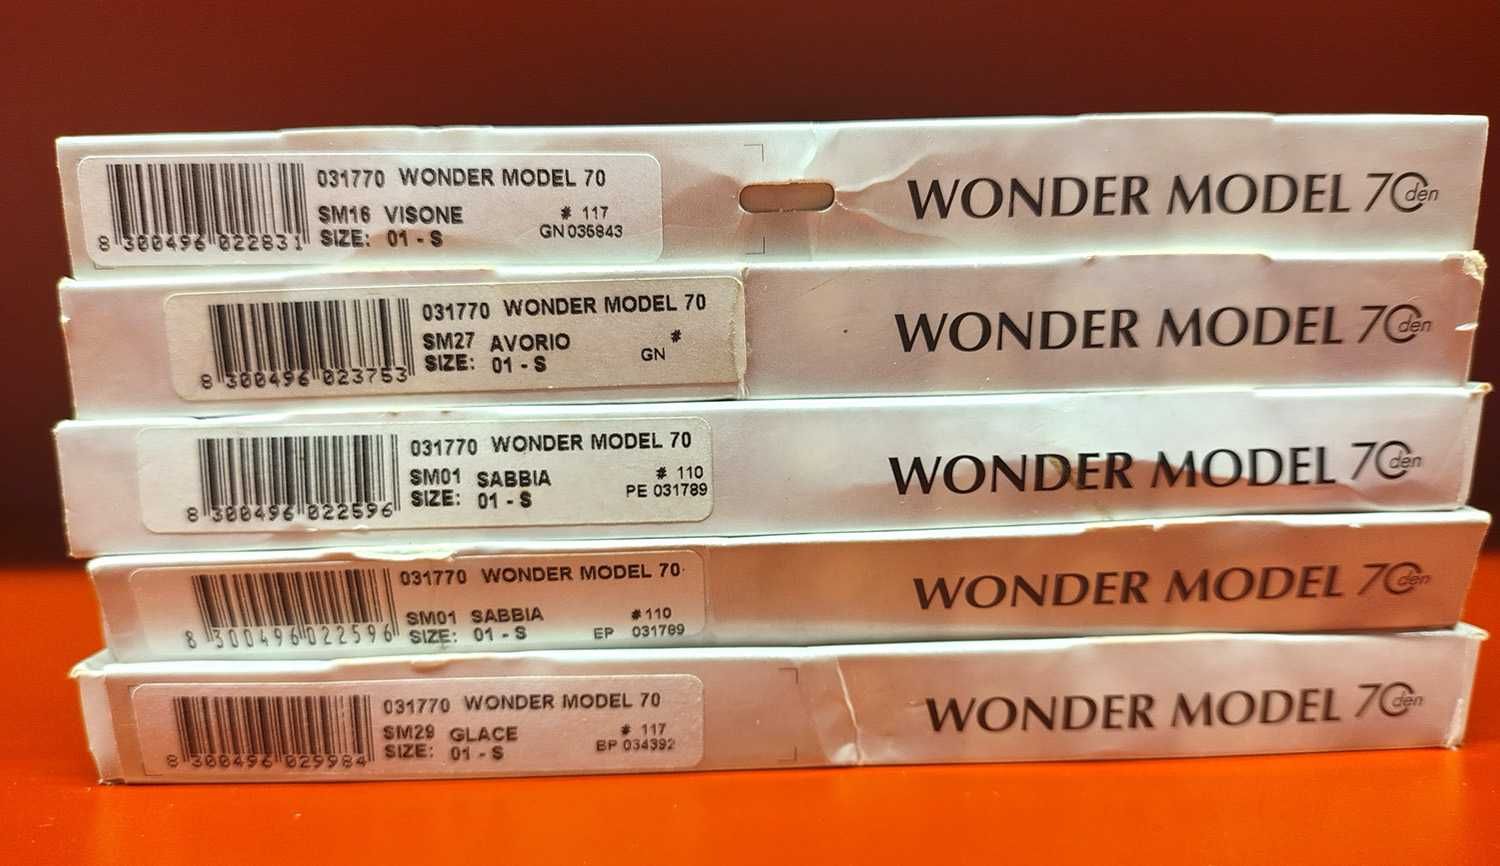 031770 WONDER MODEL 70
SM16 VISONE # 117
SIZE: 01 - S GN 035843
8 300496 022831
WONDER MODEL 70 den
031770 WONDER MODEL 70
SM27 AVORIO #
SIZE: 01 - S GN
8 300496 023753
WONDER MODEL 70 den
031770 WONDER MODEL 70
SM01 SABBIA # 110
SIZE: 01 - S PE 031789
8 300496 022596
WONDER MODEL 70 den
031770 WONDER MODEL 70
SM01 SABBIA # 110
SIZE: 01 - S EP 031789
8 300496 022596
WONDER MODEL 70 den
031770 WONDER MODEL 70
SM29 GLACE # 117
SIZE: 01 - S BP 034392
8 300496 029984
WONDER MODEL 70 den